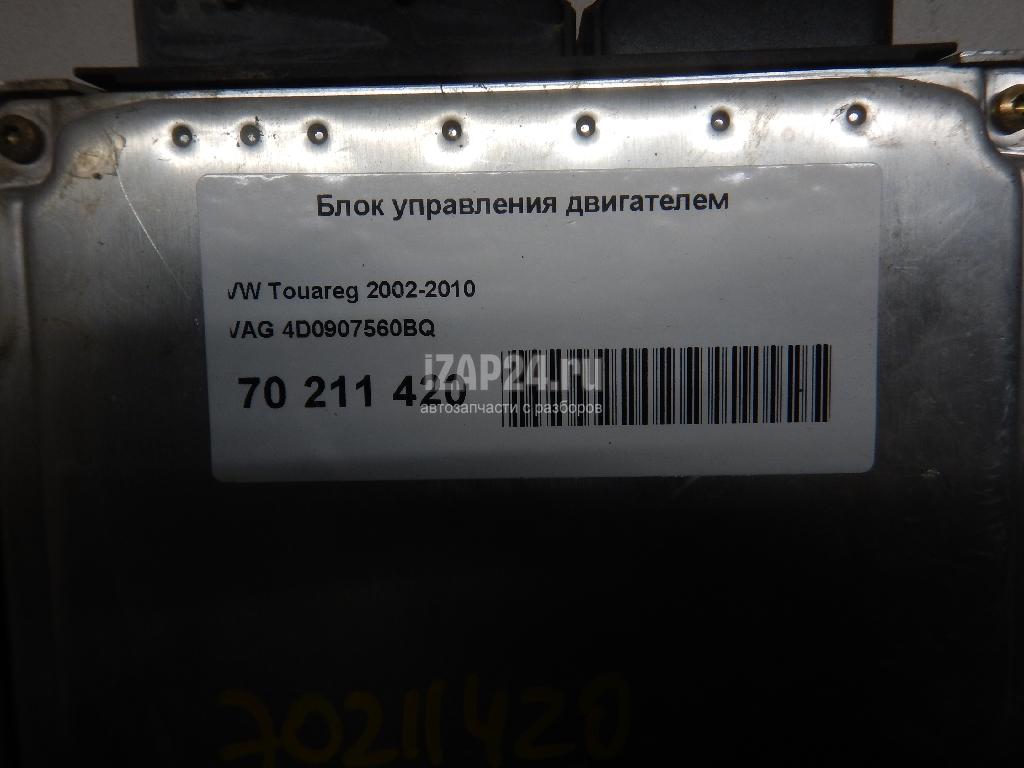 Блок управления двигателем
VW Touareg 2002-2010
VAG 4D0907560BQ
iZAP24.ru
70 211 420
автозапчасти с разборов
70211420